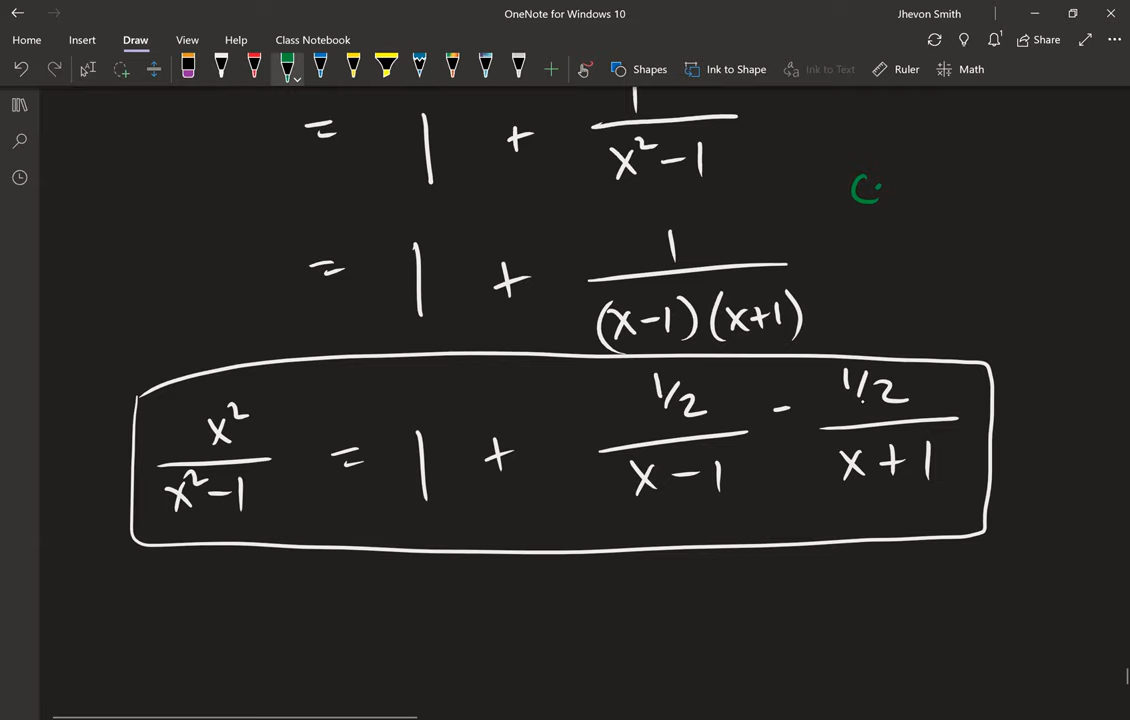 OneNote for Windows 10
Jhevon Smith
Home Insert Draw View Help Class Notebook
1 Share
Shapes Ink to Shape Ink to Text Ruler Math
= 1 + 1/(x² - 1)
C
= 1 + 1/((x-1)(x+1))
x²/(x²-1) = 1 + (1/2)/(x-1) - (1/2)/(x+1)